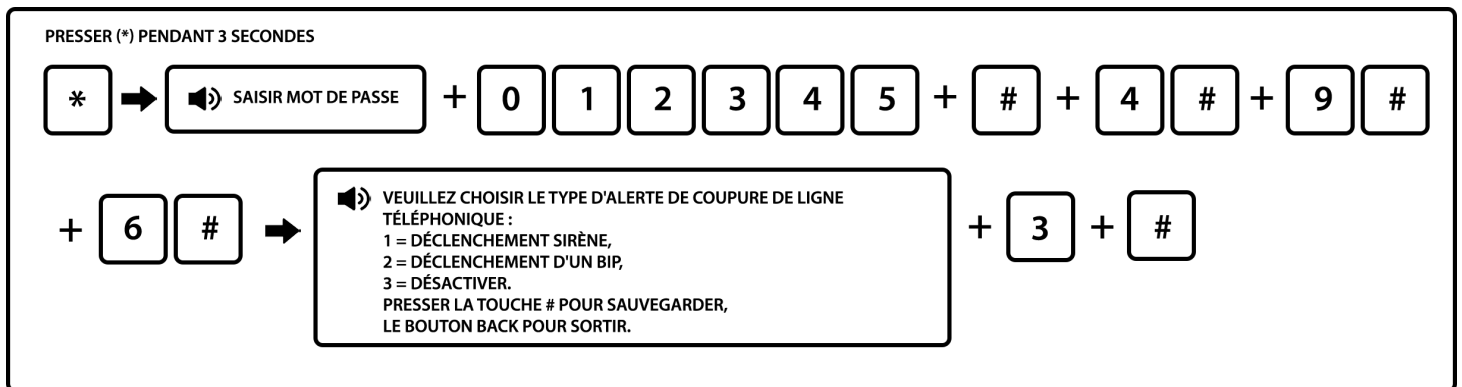 PRESSER (*) PENDANT 3 SECONDES
* SAISIR MOT DE PASSE + 0 1 2 3 4 5 + # + 4 # + 9 #
+ 6 #
VEUILLEZ CHOISIR LE TYPE D'ALERTE DE COUPURE DE LIGNE
TÉLÉPHONIQUE :
1 = DÉCLENCHEMENT SIRÈNE,
2 = DÉCLENCHEMENT D'UN BIP,
3 = DÉSACTIVER.
PRESSER LA TOUCHE # POUR SAUVEGARDER,
LE BOUTON BACK POUR SORTIR.
+ 3 + #